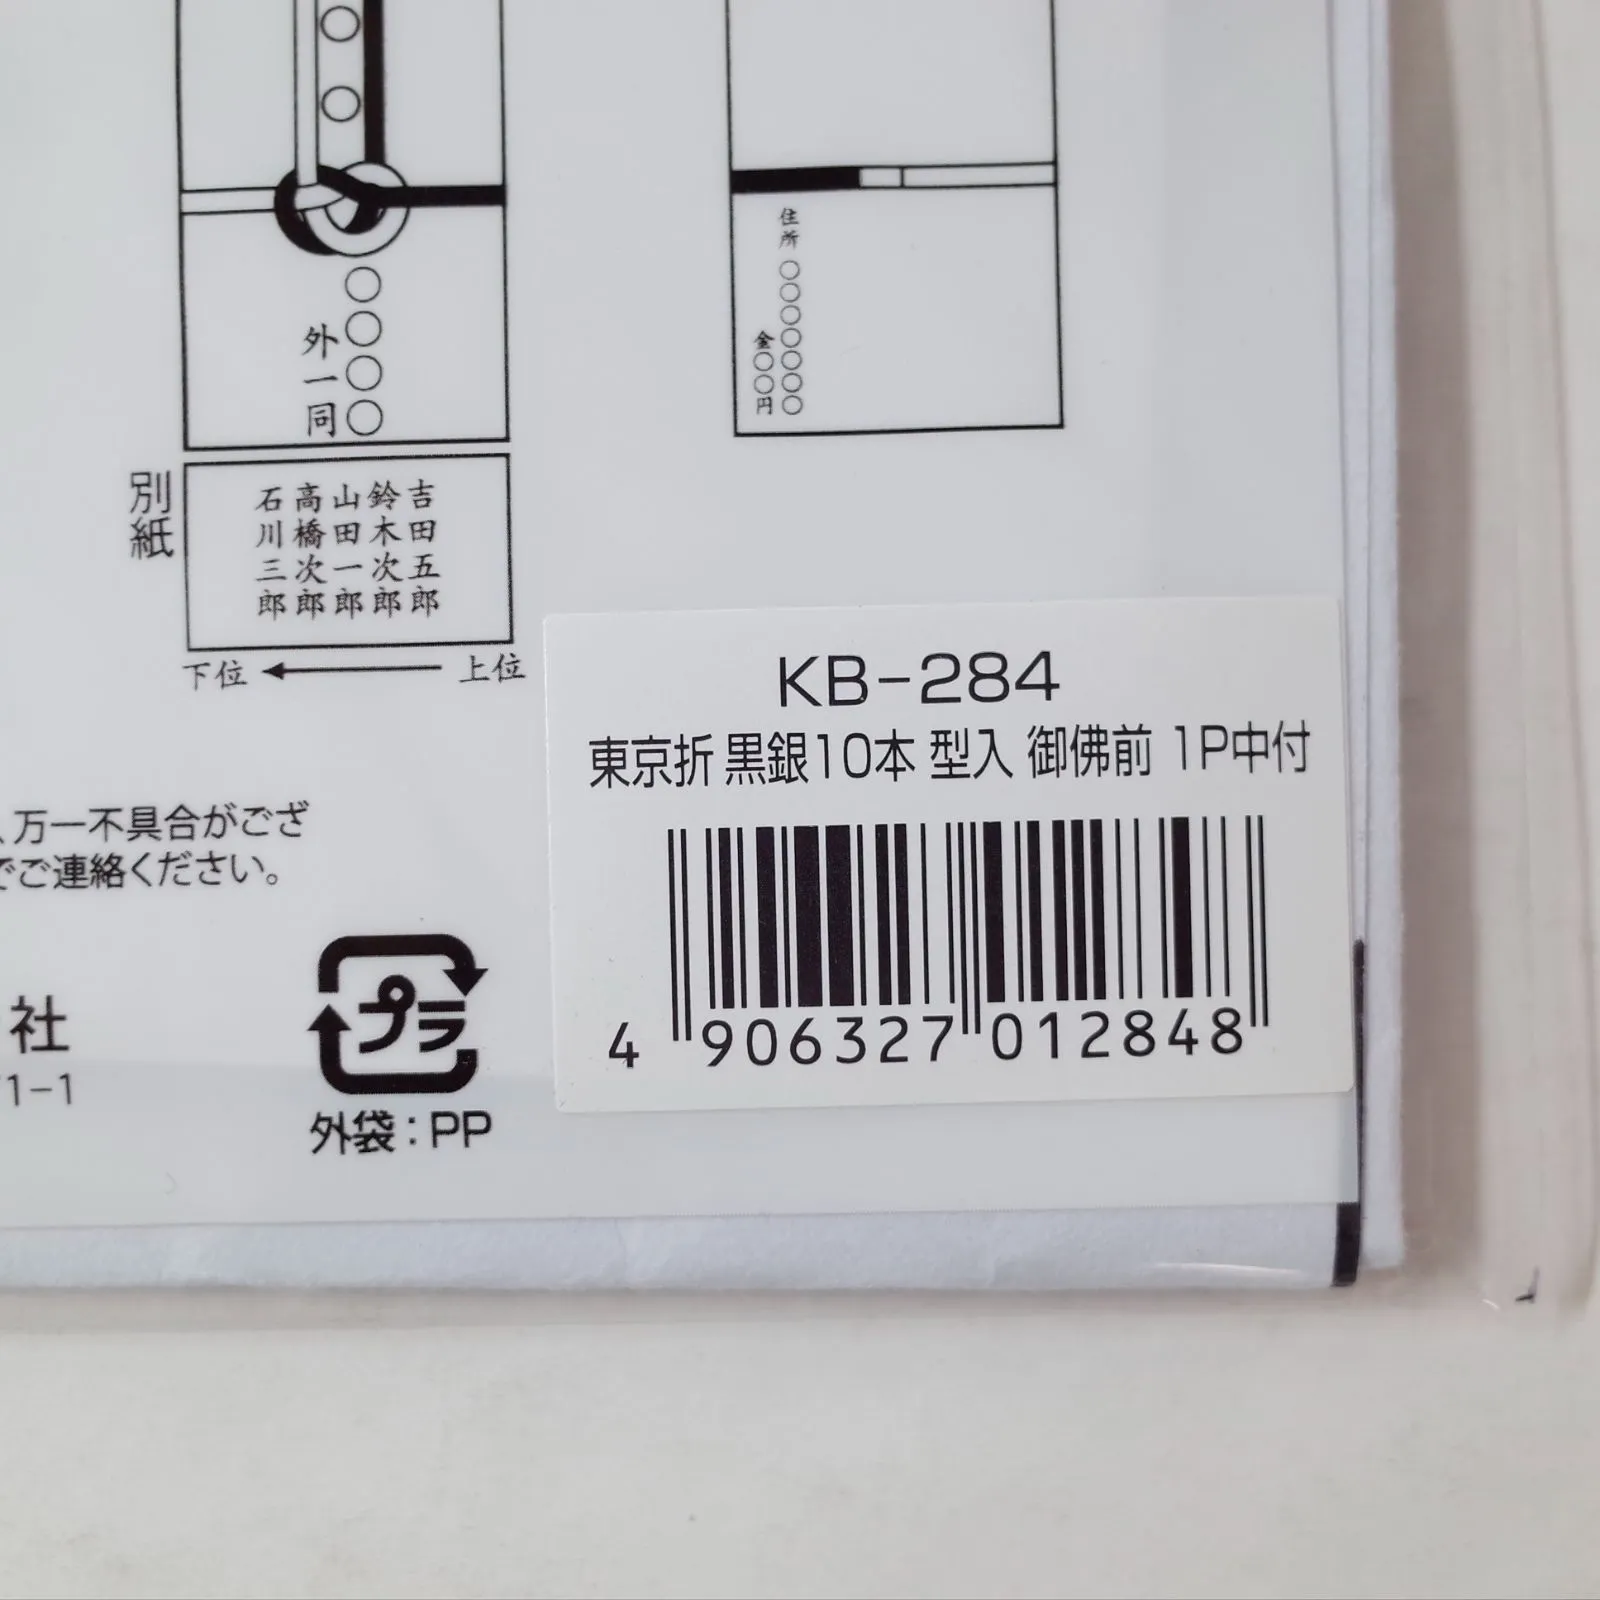 ○○
○○○○
外一同
住所 ○○○○○○○
金○○円
別紙
吉田五郎
鈴木次郎
山田一郎
高橋次郎
石川三郎
下位 ← 上位
KB-284
東京折 黒銀10本 型入 御佛前 1P中付
4 906327 012848
、万一不具合がござ
でご連絡ください。
社
1-1
プラ
外袋：PP